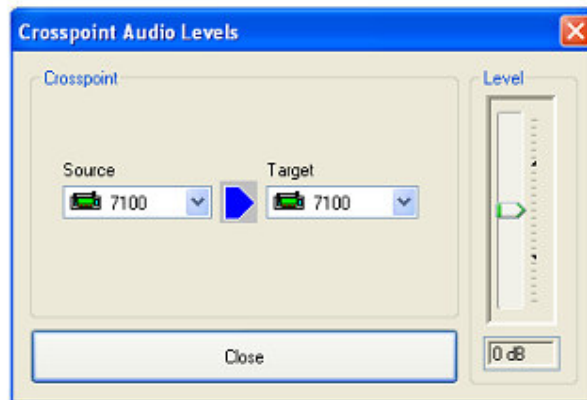 Crosspoint Audio Levels
Crosspoint
Level
Source
Target
7100
7100
Close
0 dB